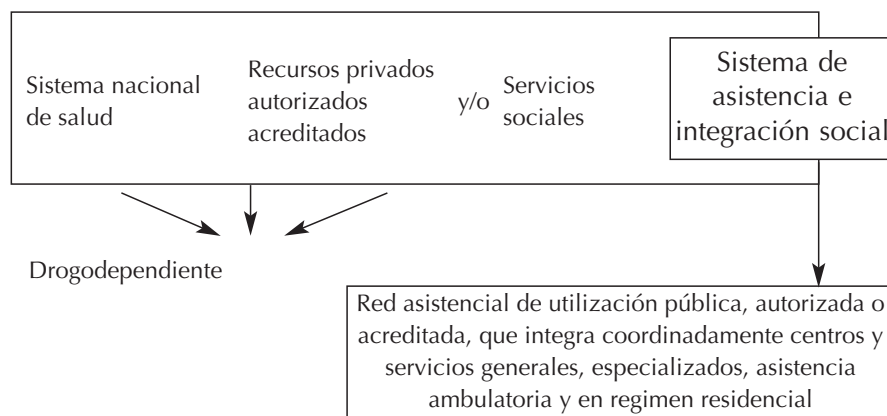 Sistema nacional
de salud
Recursos privados
autorizados
acreditados
y/o
Servicios
sociales
Sistema de
asistencia e
integración social
Drogodependiente
Red asistencial de utilización pública, autorizada o
acreditada, que integra coordinadamente centros y
servicios generales, especializados, asistencia
ambulatoria y en regimen residencial